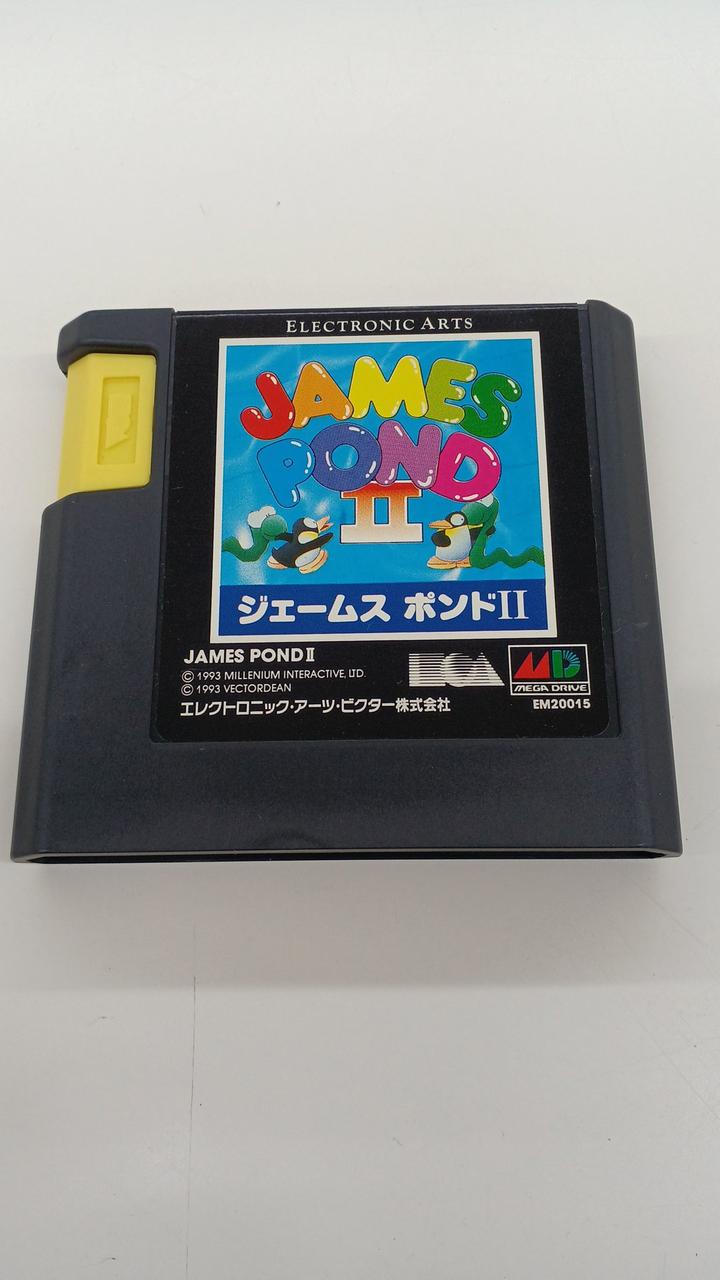 ELECTRONIC ARTS
JAMES
POND
II
ジェームス ポンドII
JAMES POND II
© 1993 MILLENIUM INTERACTIVE, LTD.
© 1993 VECTORDEAN
エレクトロニック・アーツ・ビクター株式会社
ECA
MD
MEGA DRIVE
EM20015